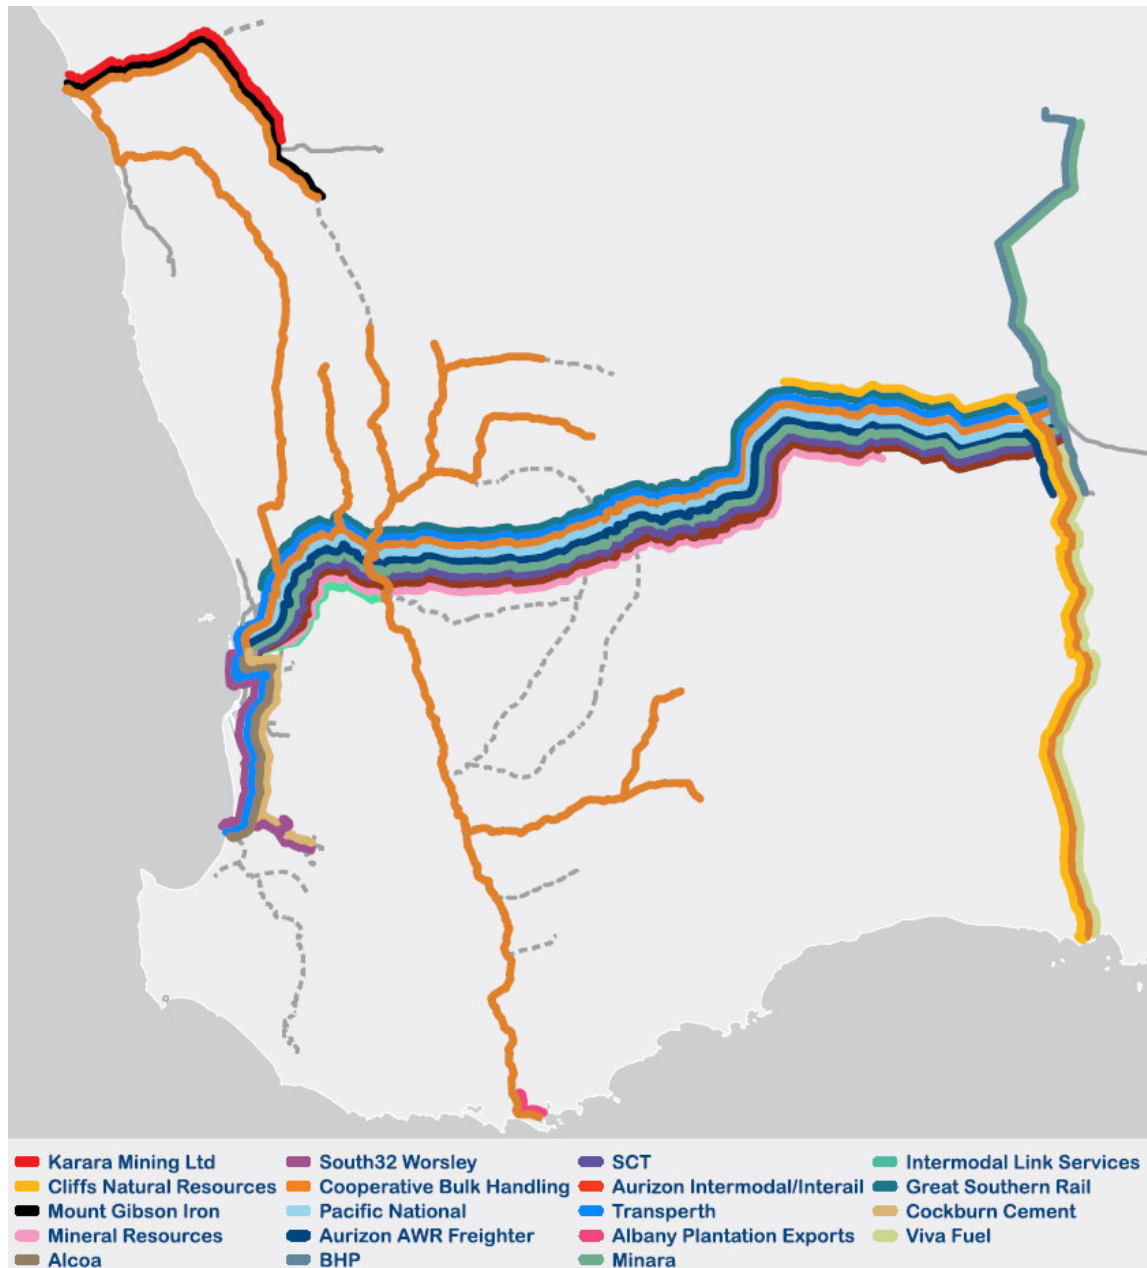 Karara Mining Ltd
Cliffs Natural Resources
Mount Gibson Iron
Mineral Resources
Alcoa
South32 Worsley
Cooperative Bulk Handling
Pacific National
Aurizon AWR Freighter
BHP
SCT
Aurizon Intermodal/Interail
Transperth
Albany Plantation Exports
Minara
Intermodal Link Services
Great Southern Rail
Cockburn Cement
Viva Fuel